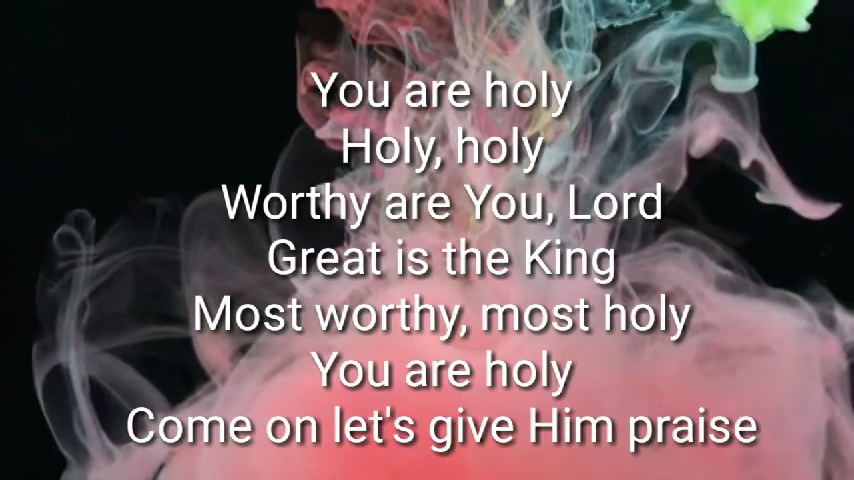 You are holy
Holy, holy
Worthy are You, Lord
Great is the King
Most worthy, most holy
You are holy
Come on let's give Him praise